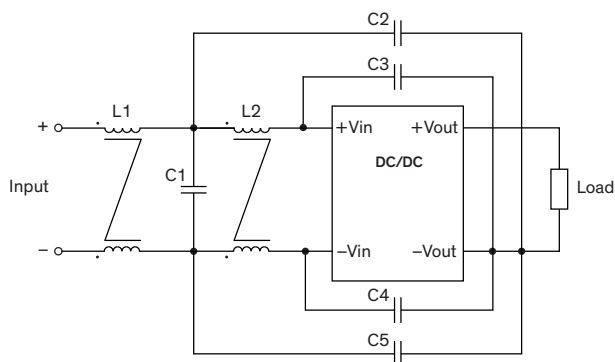 C2
C3
L1
L2
+
+Vin
+Vout
DC/DC
C1
Input
Load
−
−Vin
−Vout
C4
C5